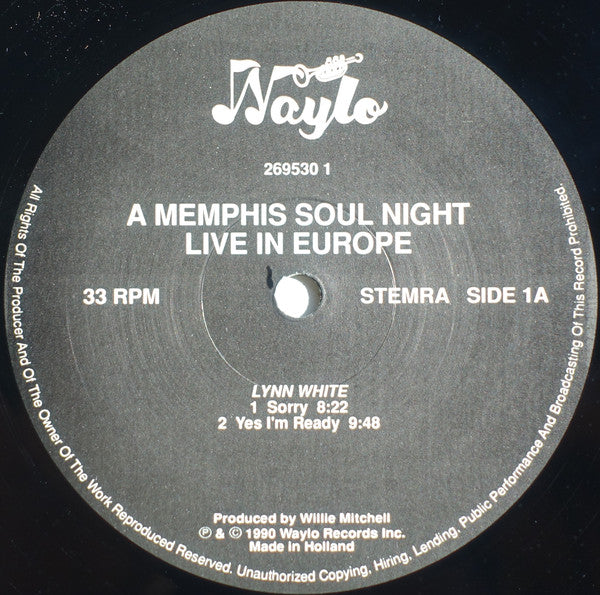 Waylo
269530 1
A MEMPHIS SOUL NIGHT
LIVE IN EUROPE
33 RPM STEMRA SIDE 1A
LYNN WHITE
1 Sorry 8:22
2 Yes I'm Ready 9:48
Produced by Willie Mitchell
℗ & © 1990 Waylo Records Inc.
Made in Holland
All Rights Of The Producer And Of The Owner Of The Work Reproduced Reserved. Unauthorized Copying, Hiring, Lending, Public Performance And Broadcasting Of This Record Prohibited.